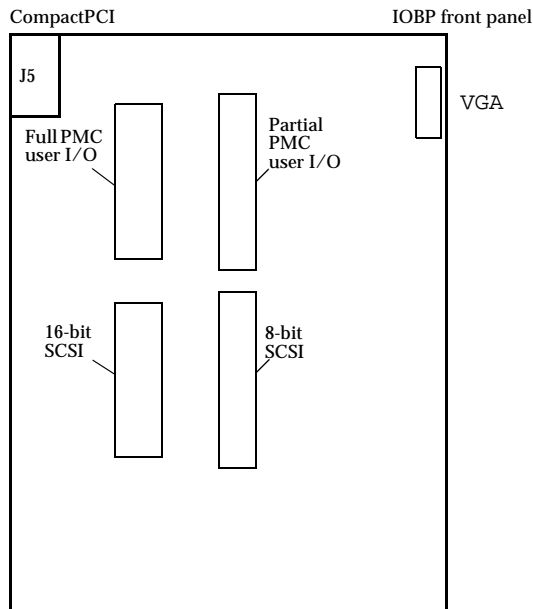 CompactPCI
IOBP front panel
J5
VGA
Full PMC
user I/O
Partial
PMC
user I/O
16-bit
SCSI
8-bit
SCSI